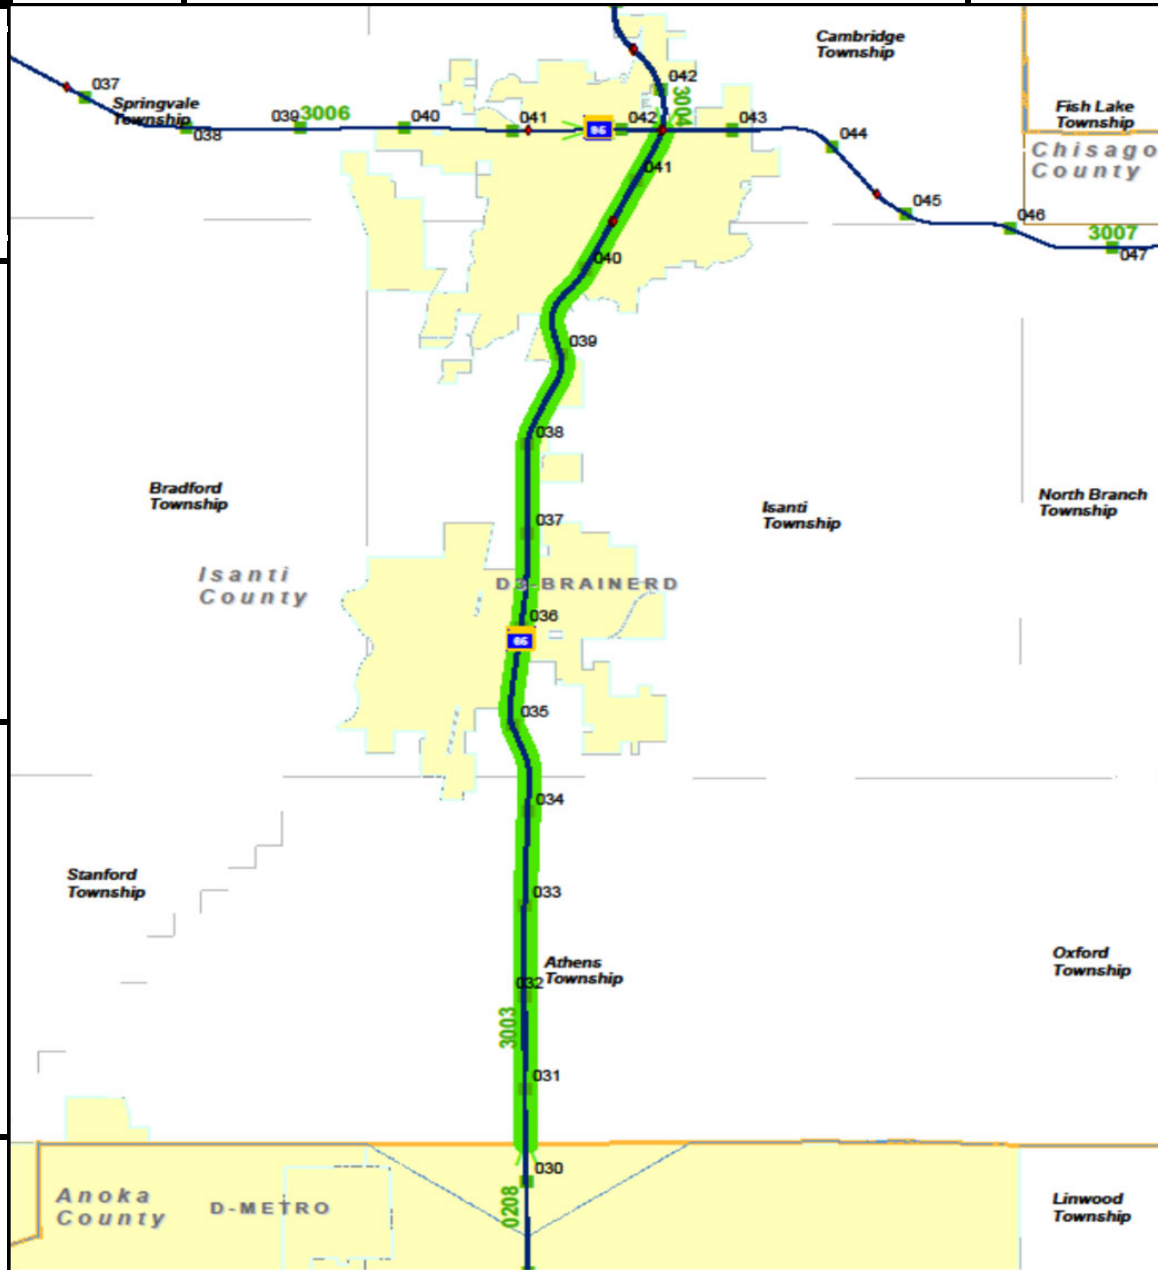 Cambridge
Township
037
042
Springvale
Township
3004
Fish Lake
Township
039
3006
040
041
95
042
043
038
044
Chisago
County
041
045
046
3007
047
040
039
038
Bradford
Township
North Branch
Township
Isanti
Township
037
Isanti
County
D3-BRAINERD
036
65
035
034
Stanford
Township
033
Athens
Township
Oxford
Township
032
3003
031
030
Anoka
County
D-METRO
0208
Linwood
Township